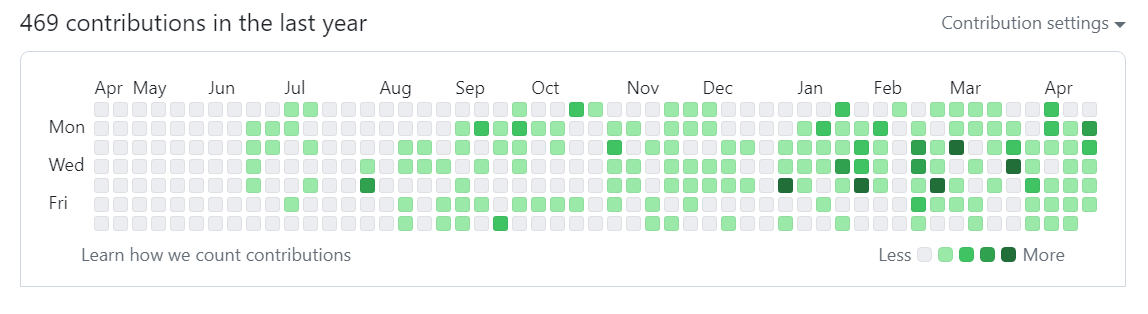 469 contributions in the last year
Contribution settings
Apr May Jun Jul Aug Sep Oct Nov Dec Jan Feb Mar Apr
Mon
Wed
Fri
Learn how we count contributions
Less More